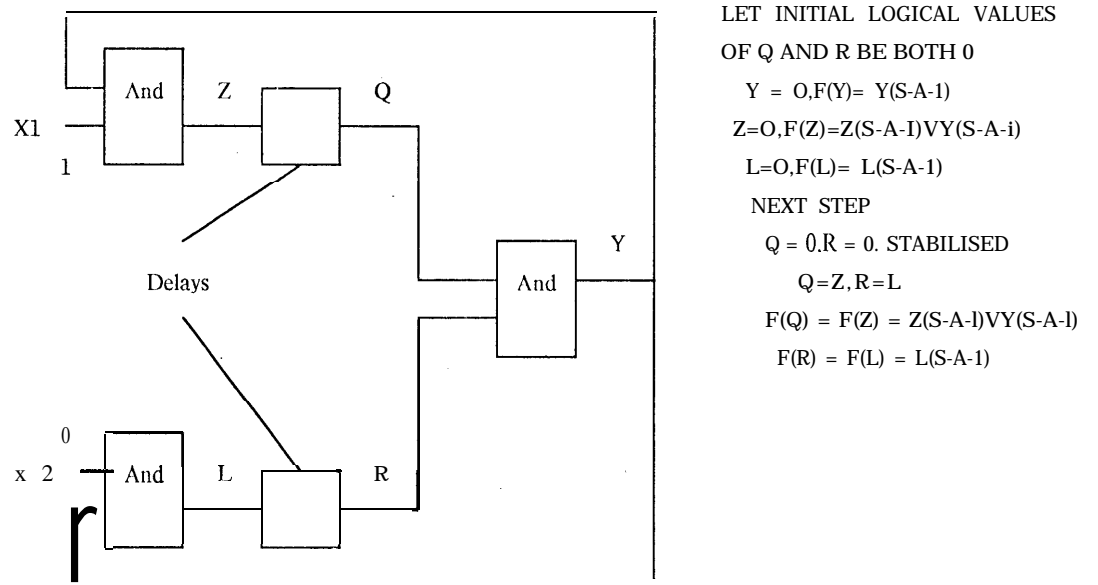 LET INITIAL LOGICAL VALUES
OF Q AND R BE BOTH 0
Y = O,F(Y)= Y(S-A-1)
Z=O,F(Z)=Z(S-A-I)VY(S-A-i)
L=O,F(L)= L(S-A-1)
NEXT STEP
Q = 0.R = 0. STABILISED
Q=Z,R=L
F(Q) = F(Z) = Z(S-A-l)VY(S-A-l)
F(R) = F(L) = L(S-A-1)
And
Z
Q
X1
1
Y
Delays
And
0
x 2
And
L
R